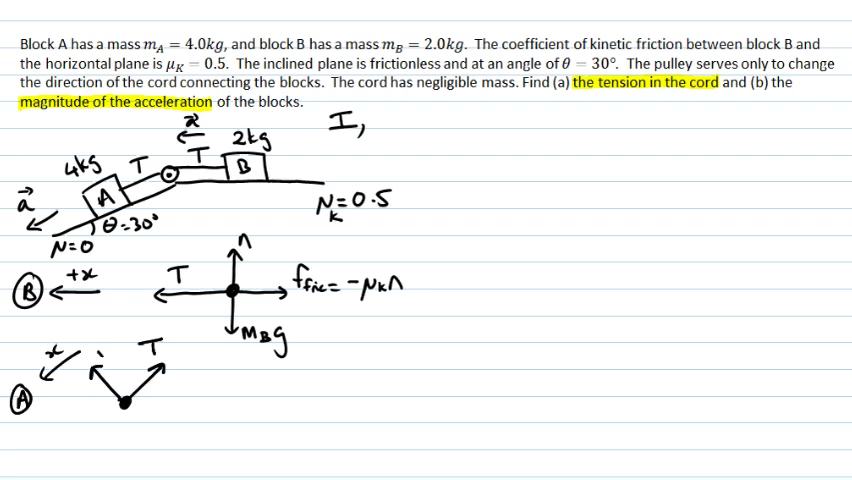 Block A has a mass m_A = 4.0kg, and block B has a mass m_B = 2.0kg. The coefficient of kinetic friction between block B and
the horizontal plane is μ_K = 0.5. The inclined plane is frictionless and at an angle of θ = 30°. The pulley serves only to change
the direction of the cord connecting the blocks. The cord has negligible mass. Find (a) the tension in the cord and (b) the
magnitude of the acceleration of the blocks.
I,
2kg
4kg T T B
A
a
θ=30°
μ=0
μ_k=0.5
n
B +x T f_fric = -μ_k n
m_B g
x T
A